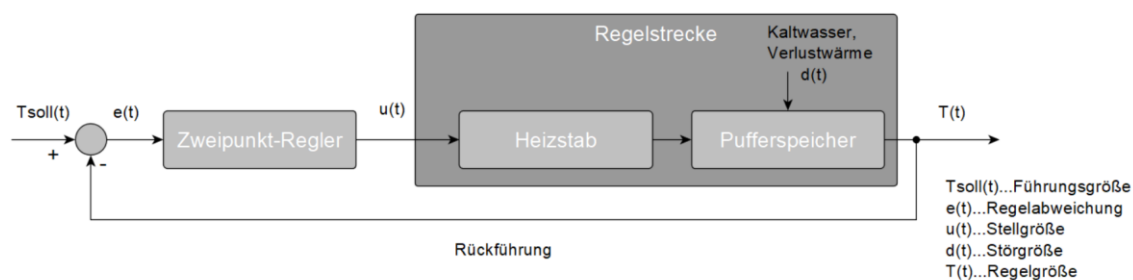 Regelstrecke
Kaltwasser,
Verlustwärme
d(t)
Tsoll(t)
e(t)
u(t)
T(t)
Zweipunkt-Regler
Heizstab
Pufferspeicher
+
-
Rückführung
Tsoll(t)...Führungsgröße
e(t)...Regelabweichung
u(t)...Stellgröße
d(t)...Störgröße
T(t)...Regelgröße